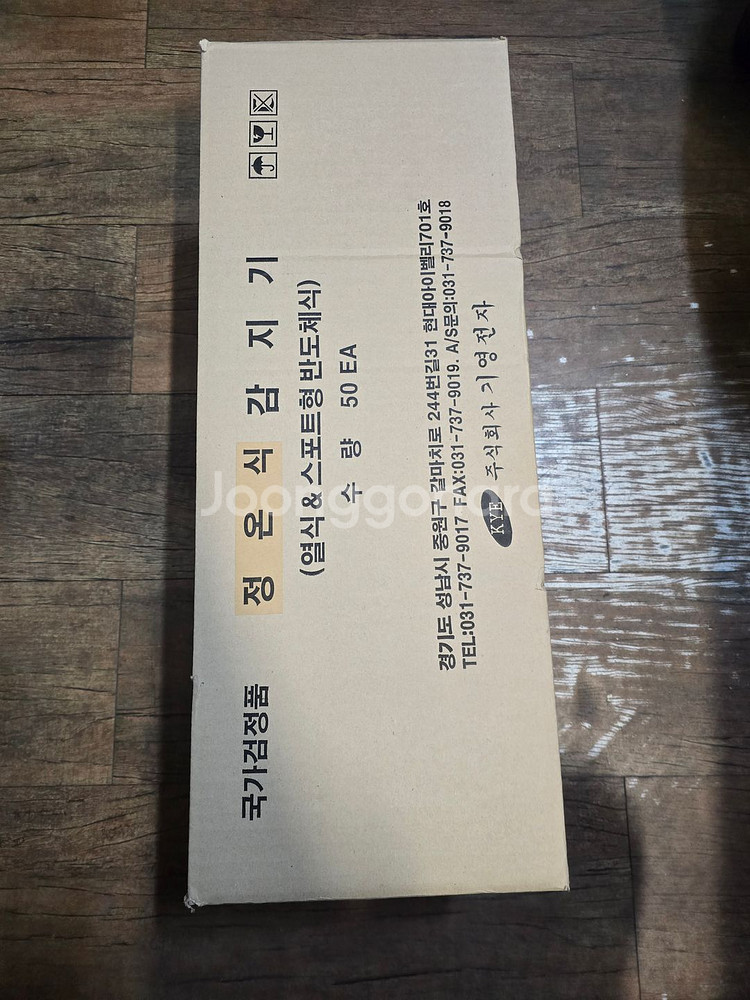 국가검정품
정온식감지기
(열식 & 스포트형 반도체식)
수 량 50 EA
경기도 성남시 중원구 갈마치로 244번길31 현대아이벨리701호
TEL:031-737-9017 FAX:031-737-9019. A/S문의:031-737-9018
KYE 주식회사 기영전자
Joonggonara